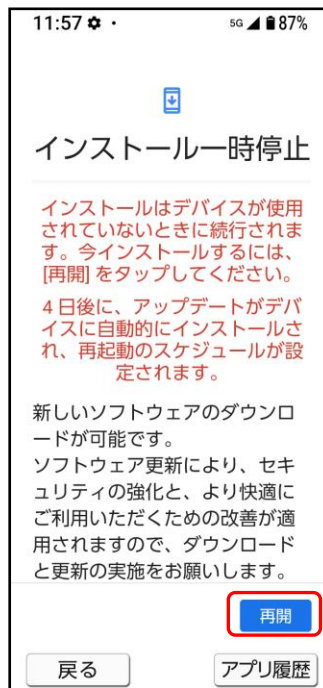 11:57
5G 87%
インストール一時停止
インストールはデバイスが使用
されていないときに続行されま
す。今インストールするには、
[再開] をタップしてください。
4 日後に、アップデートがデバ
イスに自動的にインストールさ
れ、再起動のスケジュールが設
定されます。
新しいソフトウェアのダウンロ
ードが可能です。
ソフトウェア更新により、セキ
ュリティの強化と、より快適に
ご利用いただくための改善が適
用されますので、ダウンロード
と更新の実施をお願いします。
再開
戻る
アプリ履歴